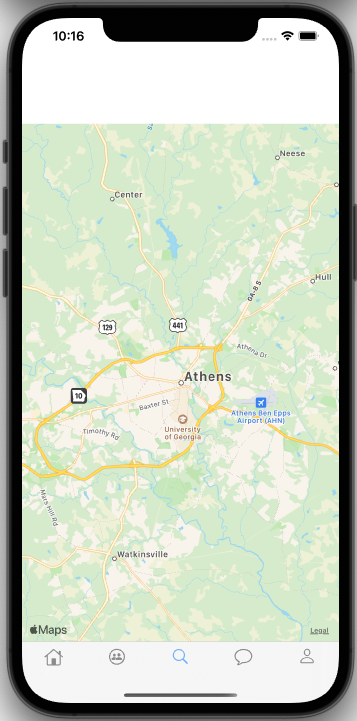 10:16
Neese
Center
GA-8 S
Hull
129
441
Athena Dr
Athens
10
Baxter St
Athens Ben Epps
Airport (AHN)
University
of Georgia
Timothy Rd
Mars Hill Rd
Watkinsville
Maps
Legal